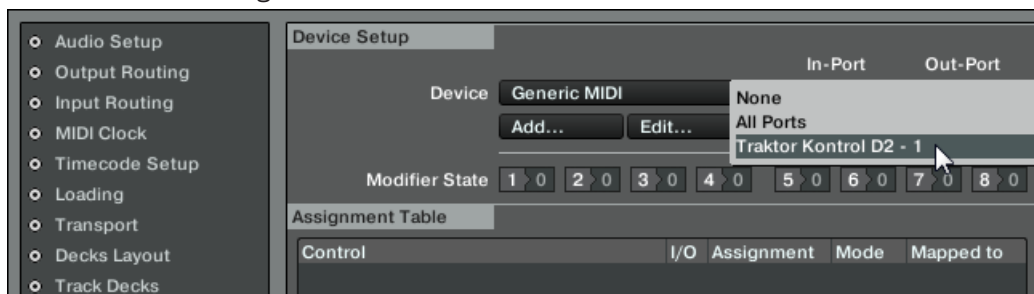 Audio Setup
Output Routing
Input Routing
MIDI Clock
Timecode Setup
Loading
Transport
Decks Layout
Track Decks
Device Setup
In-Port Out-Port
Device Generic MIDI
None
All Ports
Traktor Kontrol D2 - 1
Add... Edit...
Modifier State 1 0 2 0 3 0 4 0 5 0 6 0 7 0 8 0
Assignment Table
Control I/O Assignment Mode Mapped to